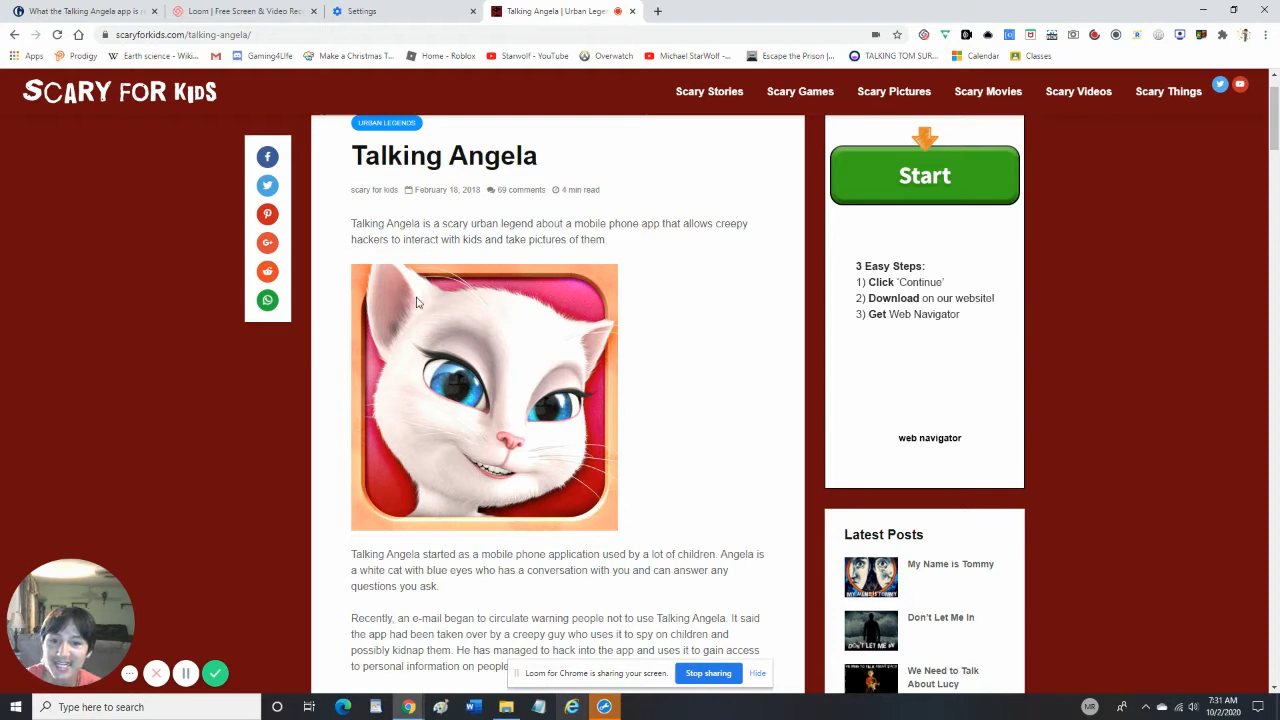 What the Talking Angela app is r
Loom | Free Screen & Video Rec
Settings
Talking Angela | Urban Leger
scaryforkids.com/talking-angela/
Apps
Prodigy
Earth science - Wiki...
Gaming4Life
Make a Christmas T...
Home - Roblox
Starwolf - YouTube
Overwatch
Michael StarWolf -...
Escape the Prison |...
TALKING TOM SUR...
Calendar
Classes
SCARY FOR KIDS
Scary Stories
Scary Games
Scary Pictures
Scary Movies
Scary Videos
Scary Things
URBAN LEGENDS
Talking Angela
scary for kids February 18, 2018 69 comments 4 min read
Talking Angela is a scary urban legend about a mobile phone app that allows creepy
hackers to interact with kids and take pictures of them.
Talking Angela started as a mobile phone application used by a lot of children. Angela is
a white cat with blue eyes who has a conversation with you and can answer any
questions you ask.
Recently, an e-mail began to circulate warning people not to use Talking Angela. It said
the app had been taken over by a creepy guy who uses it to spy on children and
possibly kidnap them. He has managed to hack into the app and uses it to gain access
to personal information on people
Start
3 Easy Steps:
1) Click ‘Continue’
2) Download on our website!
3) Get Web Navigator
web navigator
Latest Posts
My Name is Tommy
MY NAME IS TOMMY
Don't Let Me In
DON'T LET ME IN
We Need to Talk
About Lucy
Loom for Chrome is sharing your screen.
Stop sharing
Hide
Type here to search
MR
7:31 AM
10/2/2020